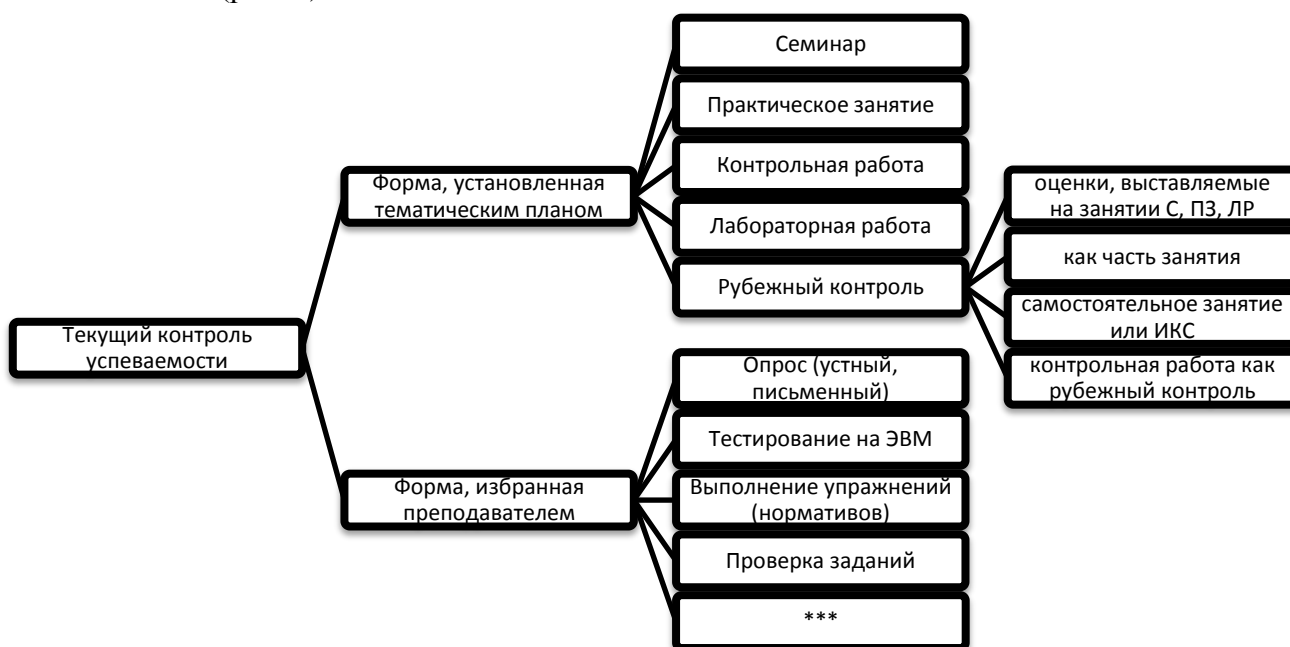 Семинар
Практическое занятие
Контрольная работа
Лабораторная работа
Рубежный контроль
Форма, установленная
тематическим планом
оценки, выставляемые
на занятии С, ПЗ, ЛР
как часть занятия
самостоятельное занятие
или ИКС
контрольная работа как
рубежный контроль
Текущий контроль
успеваемости
Опрос (устный,
письменный)
Тестирование на ЭВМ
Выполнение упражнений
(нормативов)
Проверка заданий
***
Форма, избранная
преподавателем